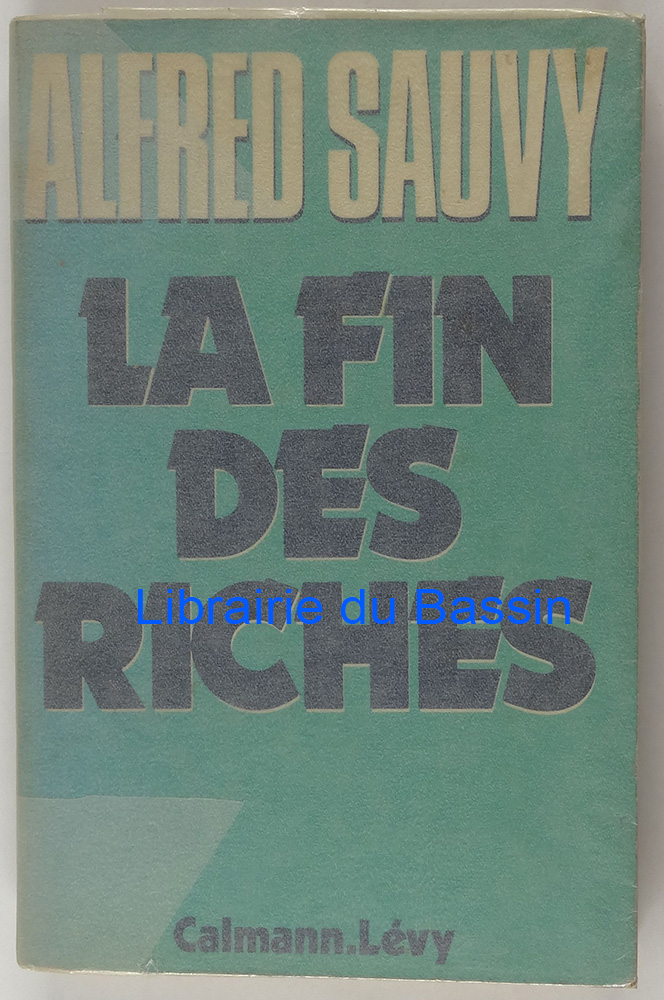 ALFRED SAUVY
LA FIN
DES
RICHES
Librairie du Bassin
Calmann-Lévy